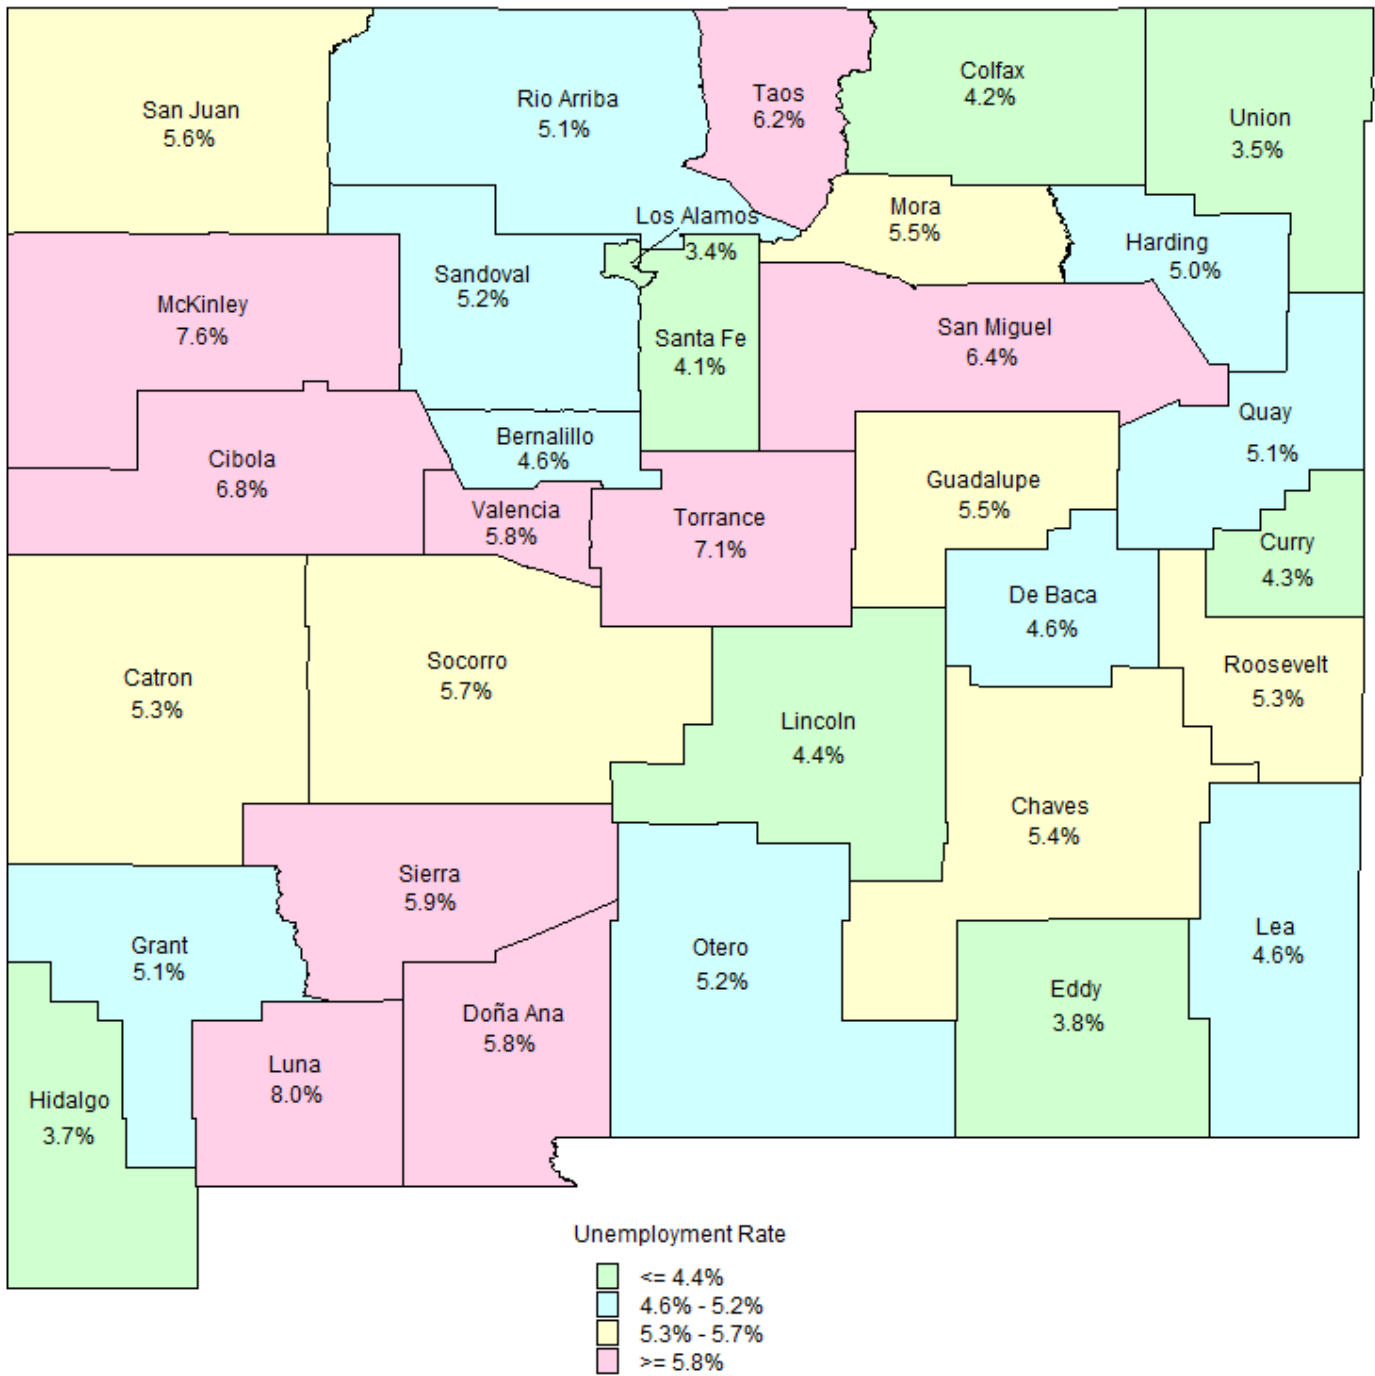 San Juan
5.6%
Rio Arriba
5.1%
Taos
6.2%
Colfax
4.2%
Union
3.5%
Los Alamos
3.4%
Mora
5.5%
Harding
5.0%
McKinley
7.6%
Sandoval
5.2%
Santa Fe
4.1%
San Miguel
6.4%
Quay
5.1%
Cibola
6.8%
Bernalillo
4.6%
Valencia
5.8%
Torrance
7.1%
Guadalupe
5.5%
Curry
4.3%
De Baca
4.6%
Catron
5.3%
Socorro
5.7%
Lincoln
4.4%
Roosevelt
5.3%
Chaves
5.4%
Sierra
5.9%
Grant
5.1%
Otero
5.2%
Lea
4.6%
Eddy
3.8%
Doña Ana
5.8%
Luna
8.0%
Hidalgo
3.7%
Unemployment Rate
<= 4.4%
4.6% - 5.2%
5.3% - 5.7%
>= 5.8%